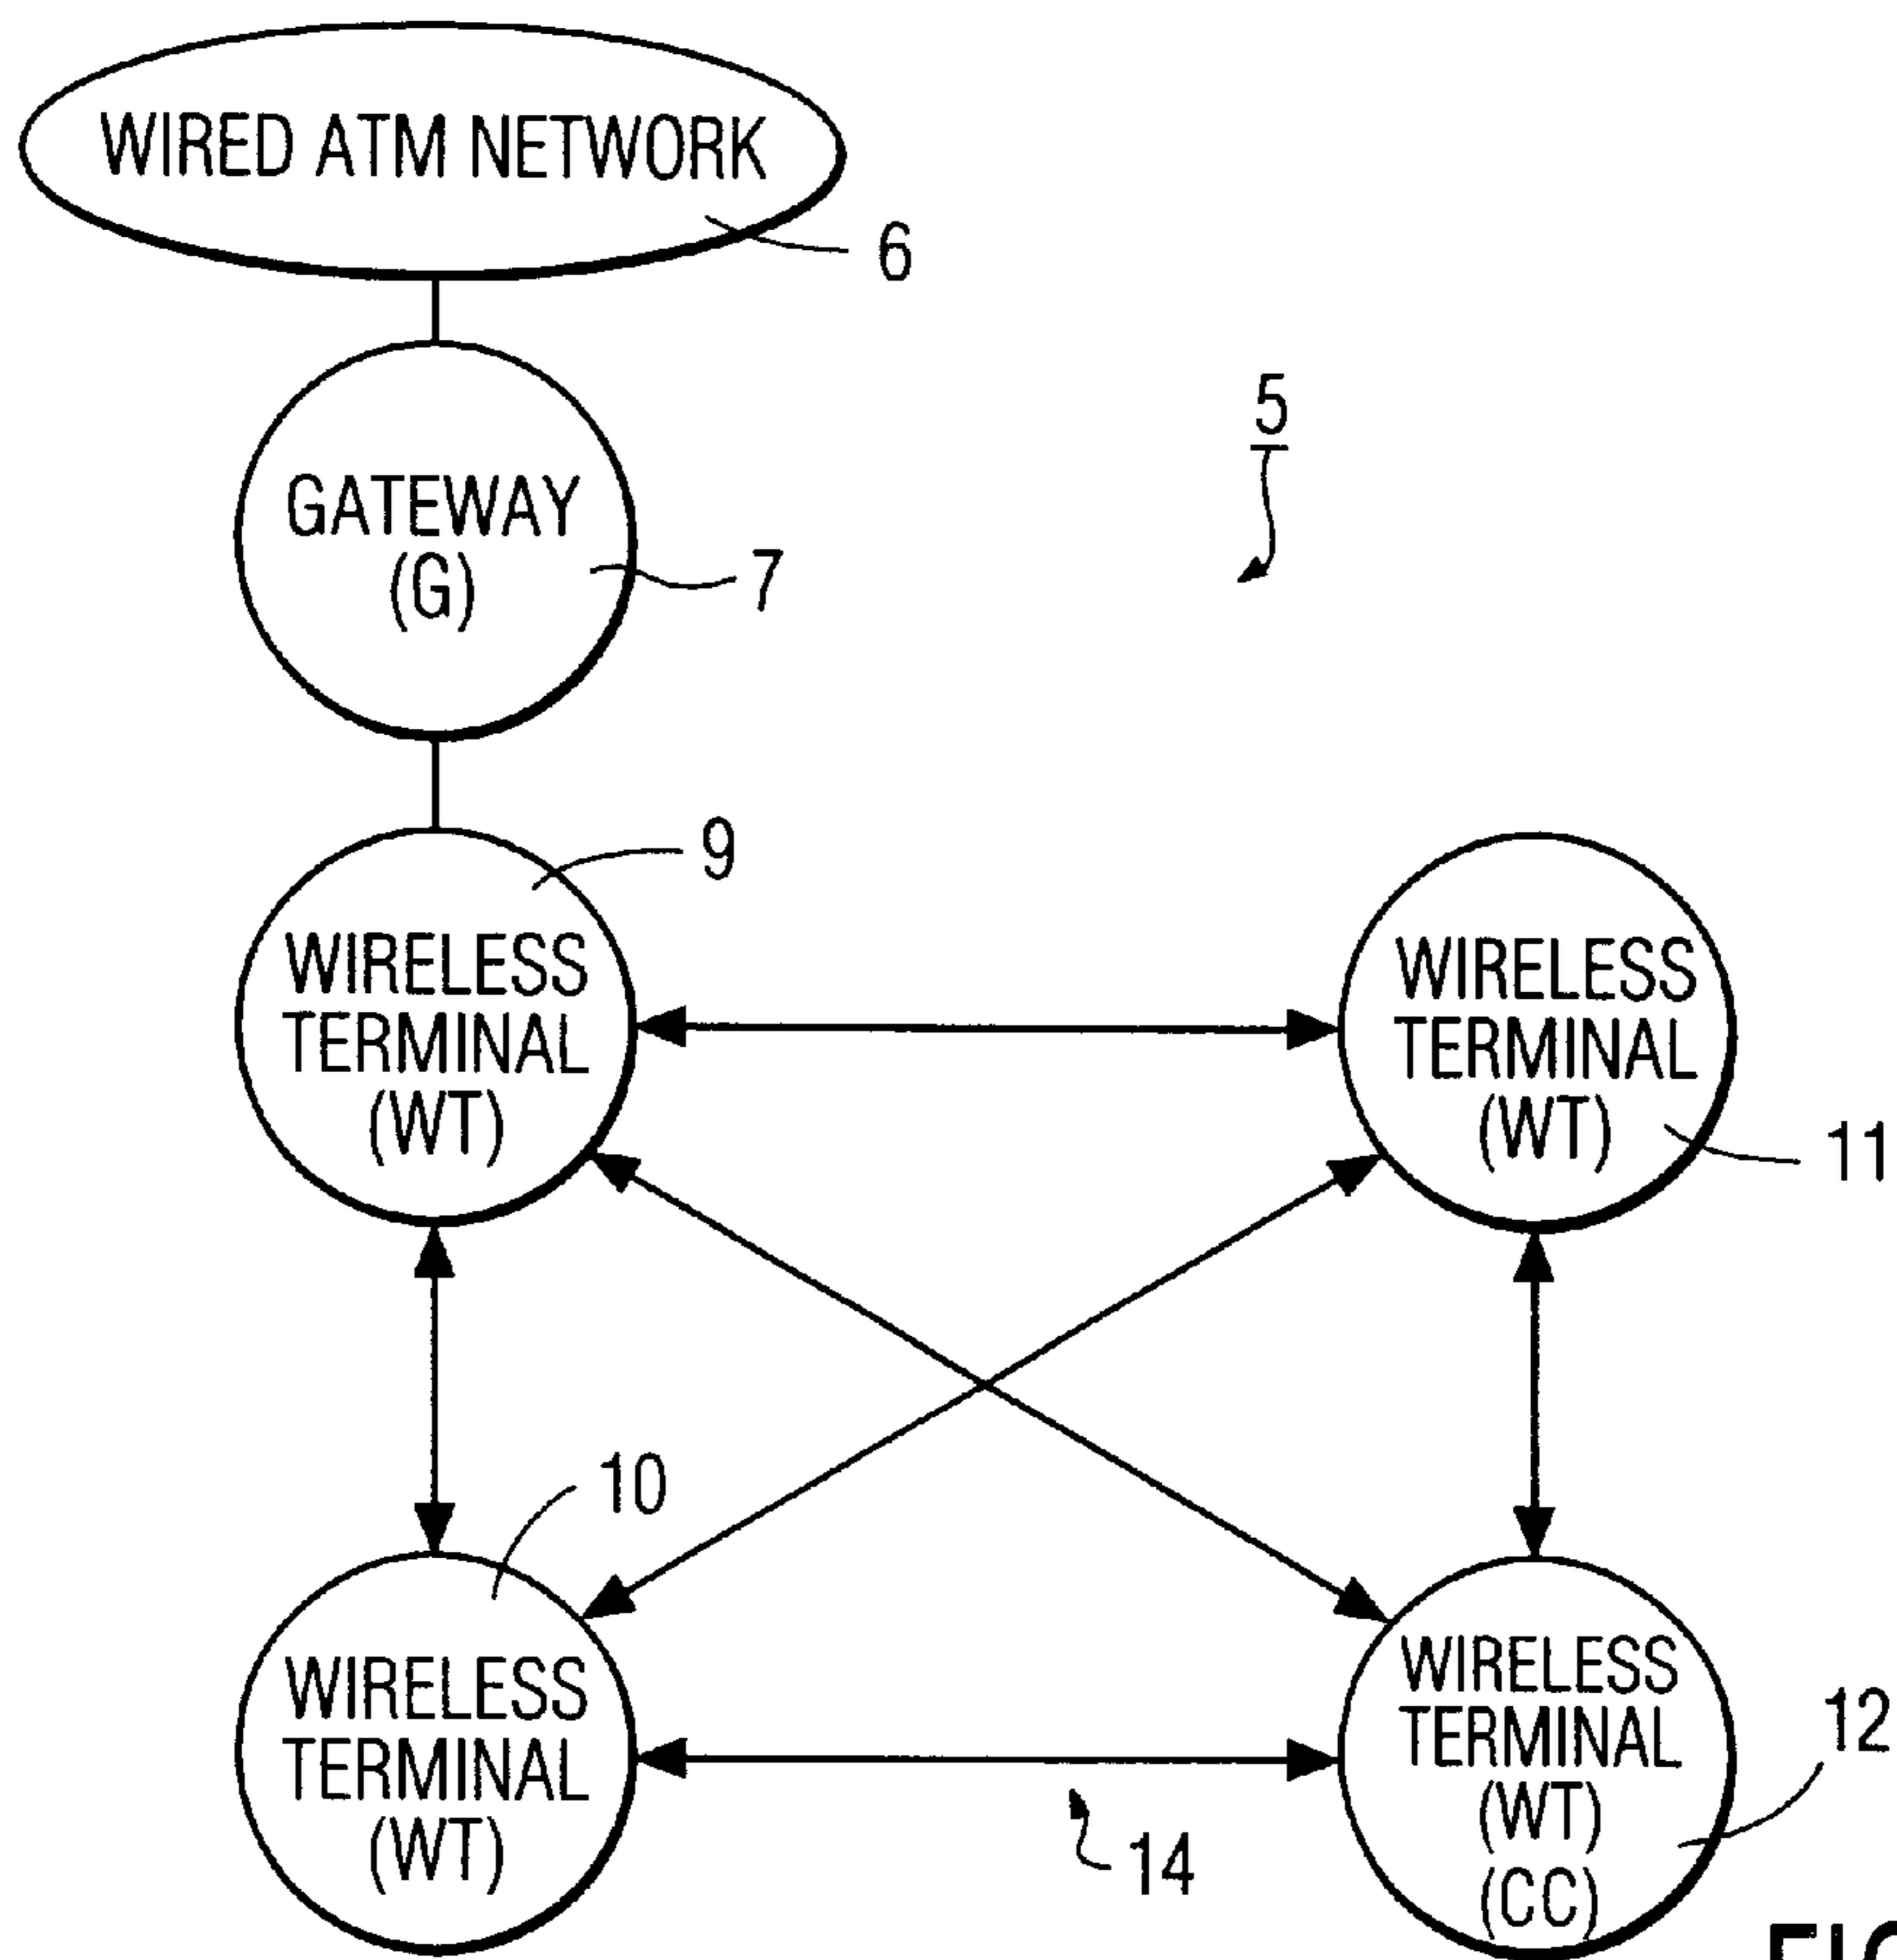 WIRED ATM NETWORK
6
GATEWAY
(G)
7
5
9
WIRELESS
TERMINAL
(WT)
WIRELESS
TERMINAL
(WT)
11
10
WIRELESS
TERMINAL
(WT)
WIRELESS
TERMINAL
(WT)
(CC)
12
14